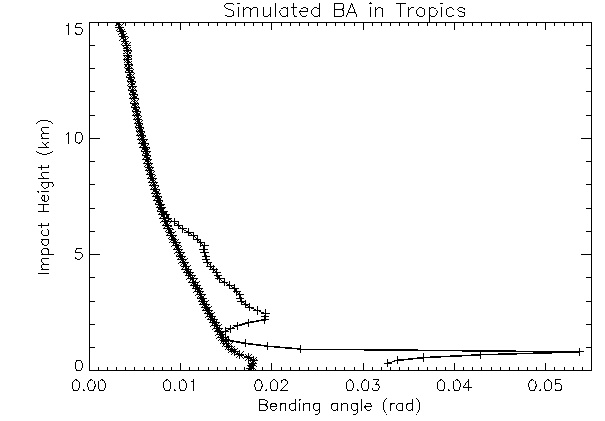 Simulated BA in Tropics
15
10
5
0
Impact Height (km)
0.00 0.01 0.02 0.03 0.04 0.05
Bending angle (rad)